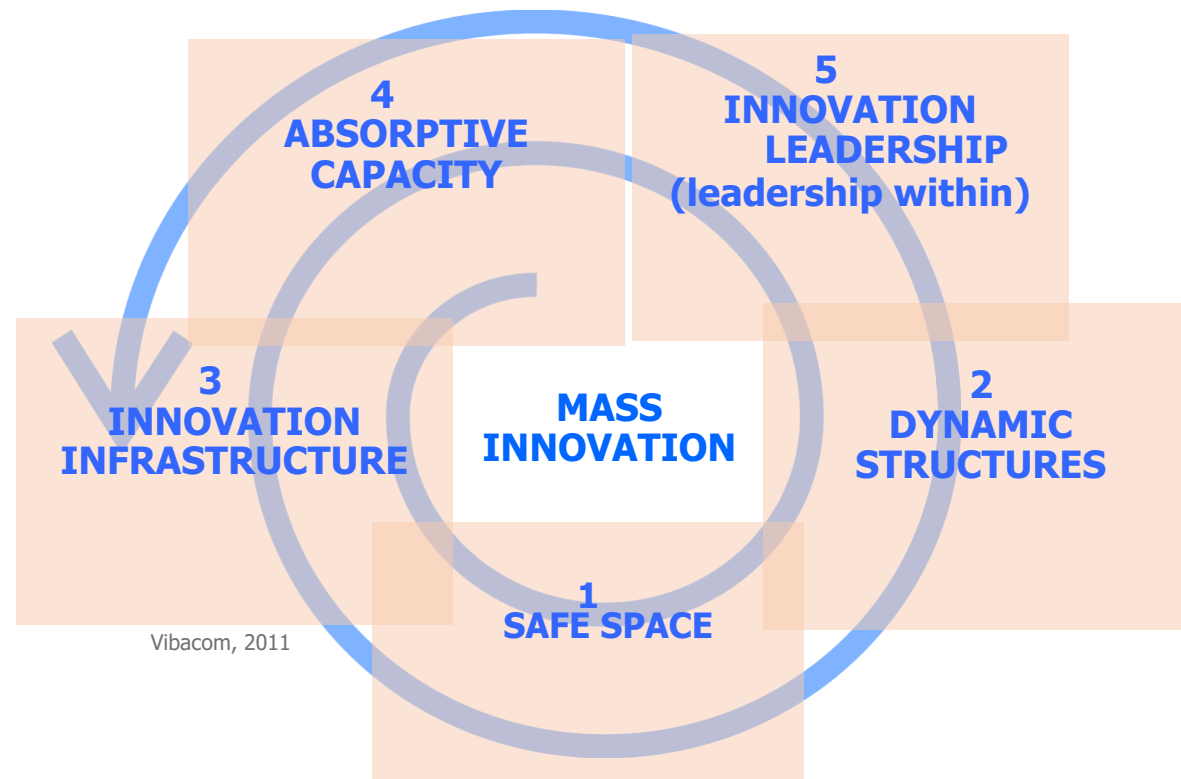 4
ABSORPTIVE
CAPACITY
5
INNOVATION
LEADERSHIP
(leadership within)
3
INNOVATION
INFRASTRUCTURE
MASS
INNOVATION
2
DYNAMIC
STRUCTURES
1
SAFE SPACE
Vibacom, 2011